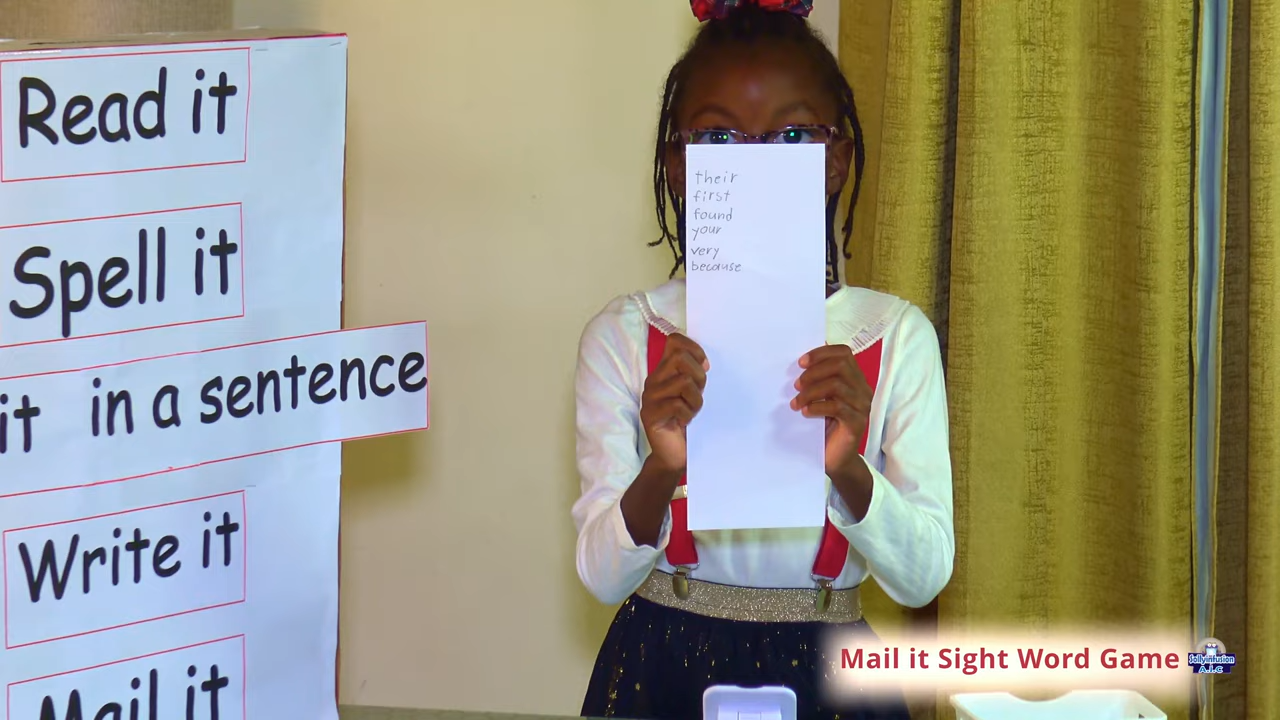 Read it
Spell it
it in a sentence
Write it
Mail it
their
first
found
your
very
because
Mail it Sight Word Game
Sollyinfusion
A.I.C